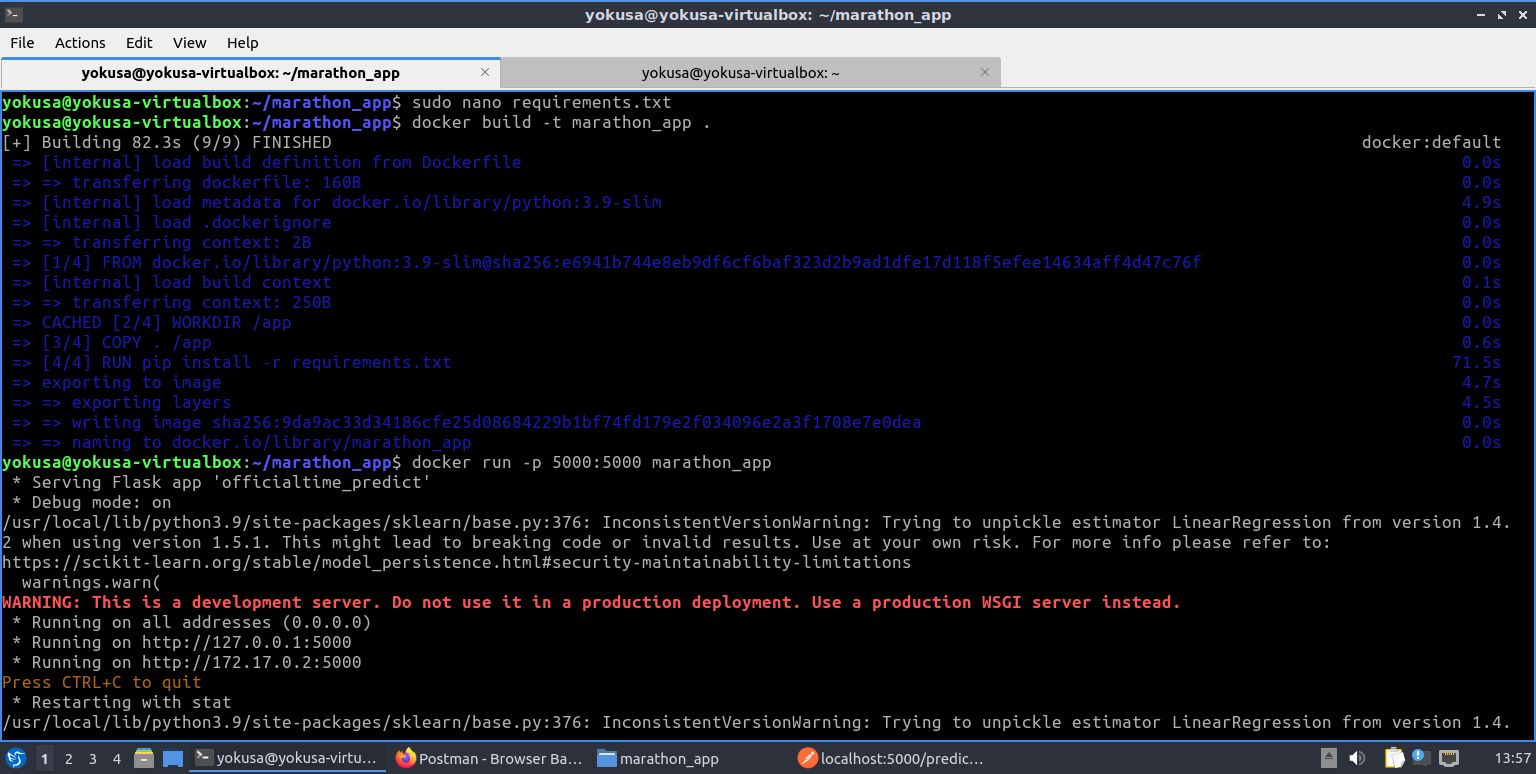 yokusa@yokusa-virtualbox: ~/marathon_app
File Actions Edit View Help
yokusa@yokusa-virtualbox: ~/marathon_app yokusa@yokusa-virtualbox: ~
yokusa@yokusa-virtualbox:~/marathon_app$ sudo nano requirements.txt
yokusa@yokusa-virtualbox:~/marathon_app$ docker build -t marathon_app .
[+] Building 82.3s (9/9) FINISHED docker:default
=> [internal] load build definition from Dockerfile 0.0s
=> => transferring dockerfile: 160B 0.0s
=> [internal] load metadata for docker.io/library/python:3.9-slim 4.9s
=> [internal] load .dockerignore 0.0s
=> => transferring context: 2B 0.0s
=> [1/4] FROM docker.io/library/python:3.9-slim@sha256:e6941b744e8eb9df6cf6baf323d2b9ad1dfe17d118f5efee14634aff4d47c76f 0.0s
=> [internal] load build context 0.1s
=> => transferring context: 250B 0.0s
=> CACHED [2/4] WORKDIR /app 0.0s
=> [3/4] COPY . /app 0.6s
=> [4/4] RUN pip install -r requirements.txt 71.5s
=> exporting to image 4.7s
=> => exporting layers 4.5s
=> => writing image sha256:9da9ac33d34186cfe25d08684229b1bf74fd179e2f034096e2a3f1708e7e0dea 0.0s
=> => naming to docker.io/library/marathon_app 0.0s
yokusa@yokusa-virtualbox:~/marathon_app$ docker run -p 5000:5000 marathon_app
* Serving Flask app 'officialtime_predict'
* Debug mode: on
/usr/local/lib/python3.9/site-packages/sklearn/base.py:376: InconsistentVersionWarning: Trying to unpickle estimator LinearRegression from version 1.4.
2 when using version 1.5.1. This might lead to breaking code or invalid results. Use at your own risk. For more info please refer to:
https://scikit-learn.org/stable/model_persistence.html#security-maintainability-limitations
warnings.warn(
WARNING: This is a development server. Do not use it in a production deployment. Use a production WSGI server instead.
* Running on all addresses (0.0.0.0)
* Running on http://127.0.0.1:5000
* Running on http://172.17.0.2:5000
Press CTRL+C to quit
* Restarting with stat
/usr/local/lib/python3.9/site-packages/sklearn/base.py:376: InconsistentVersionWarning: Trying to unpickle estimator LinearRegression from version 1.4.
1 2 3 4 yokusa@yokusa-virtu... Postman - Browser Ba... marathon_app localhost:5000/predic... 13:57